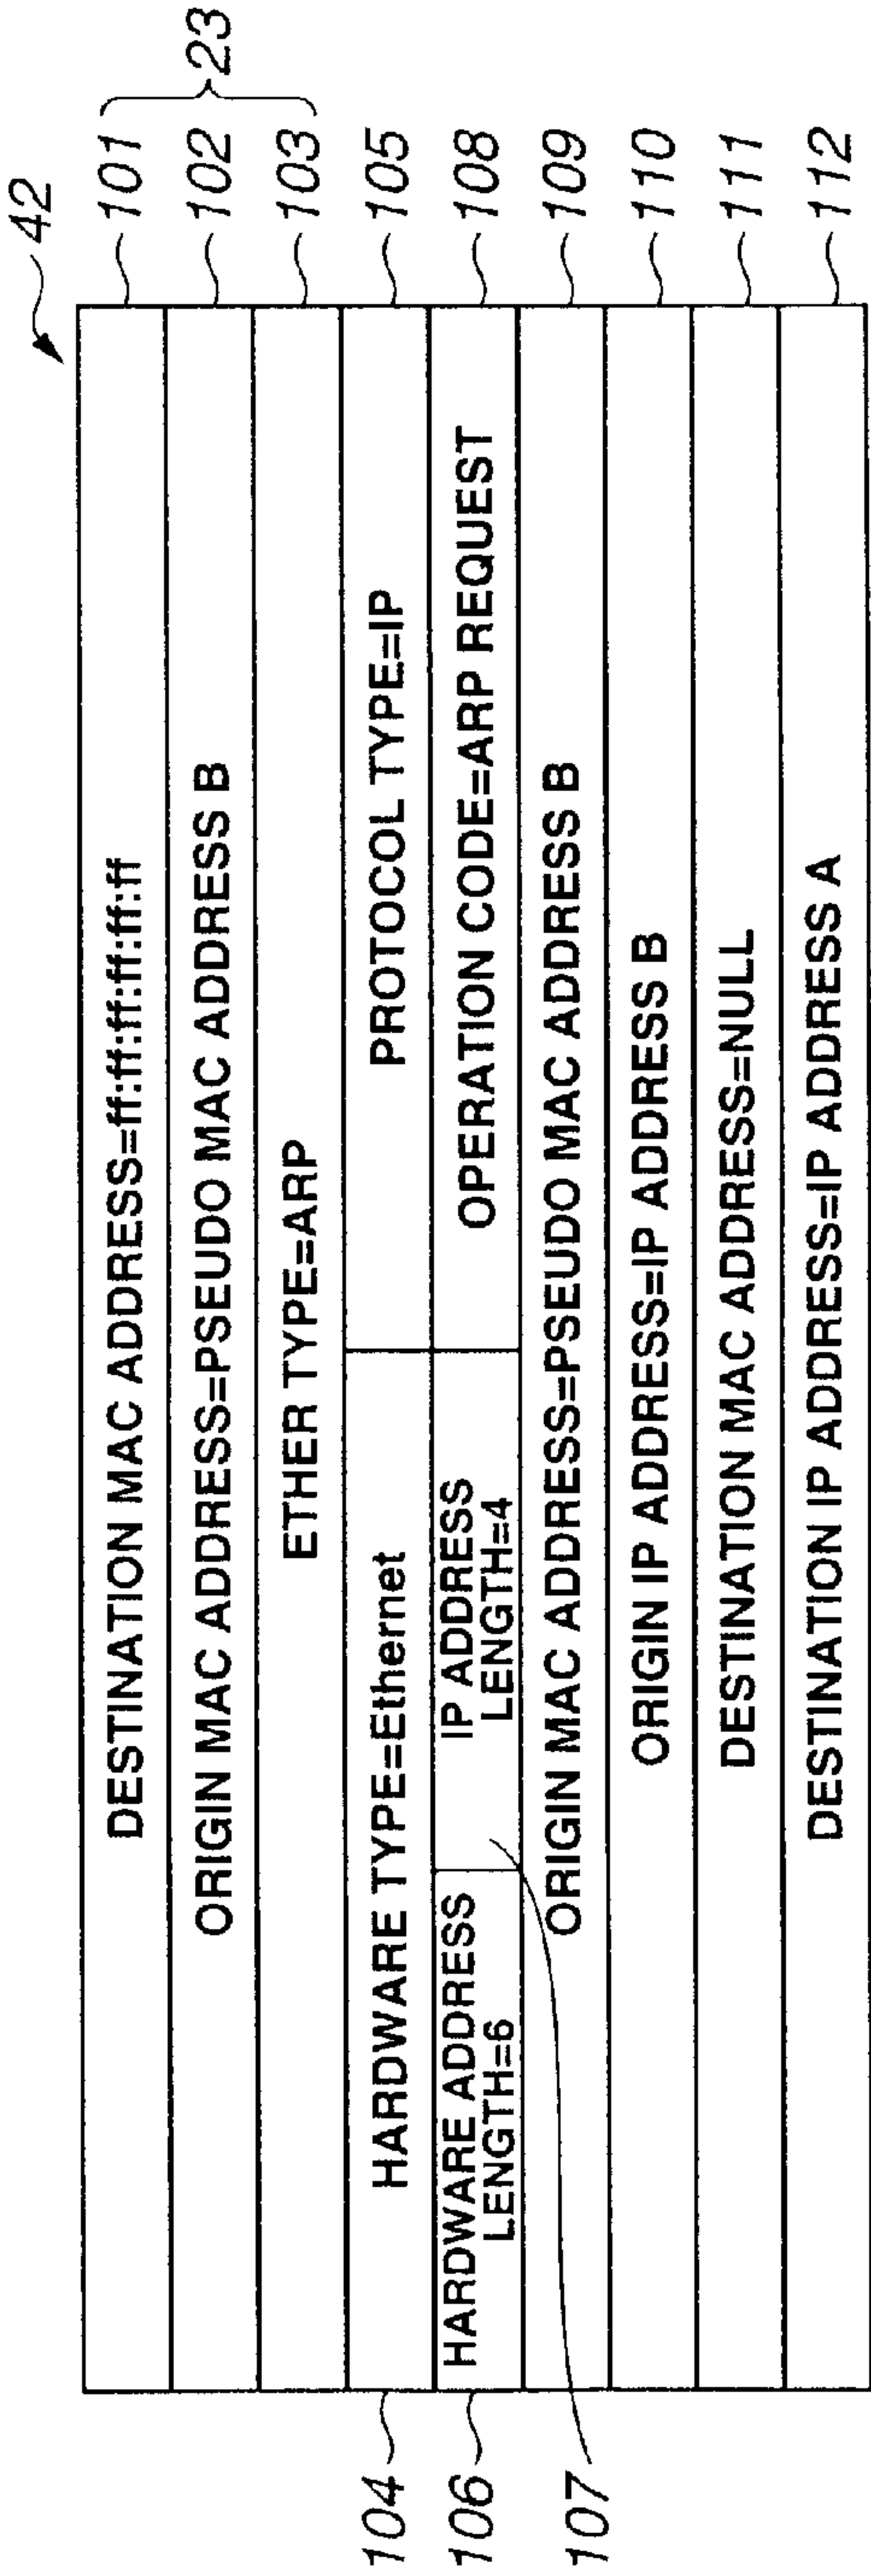 42
DESTINATION MAC ADDRESS=ff:ff:ff:ff:ff:ff 101
ORIGIN MAC ADDRESS=PSEUDO MAC ADDRESS B 102
23
ETHER TYPE=ARP 103
104 HARDWARE TYPE=Ethernet PROTOCOL TYPE=IP 105
106 HARDWARE ADDRESS
LENGTH=6
IP ADDRESS
LENGTH=4
OPERATION CODE=ARP REQUEST 108
ORIGIN MAC ADDRESS=PSEUDO MAC ADDRESS B 109
107
ORIGIN IP ADDRESS=IP ADDRESS B 110
DESTINATION MAC ADDRESS=NULL 111
DESTINATION IP ADDRESS=IP ADDRESS A 112